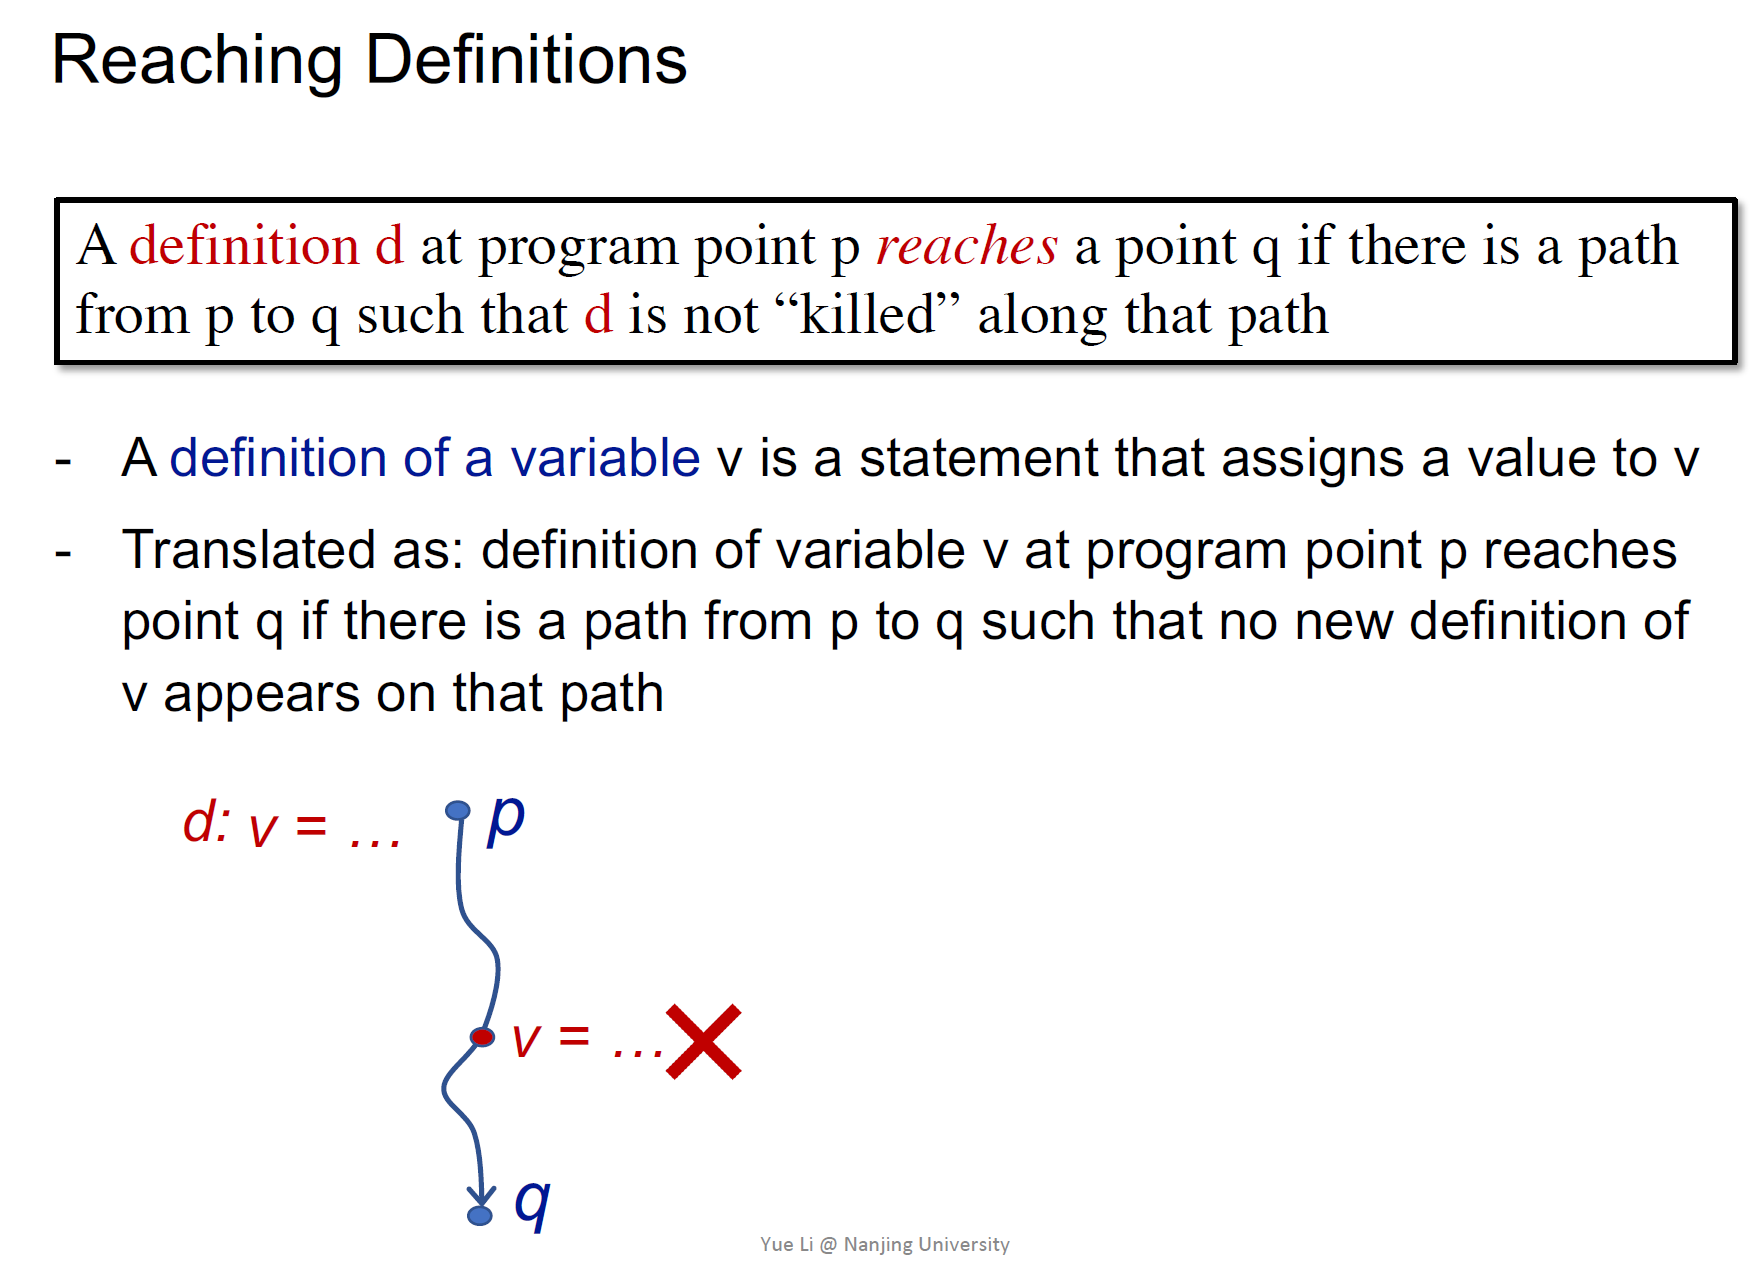 Reaching Definitions
A definition d at program point p reaches a point q if there is a path
from p to q such that d is not “killed” along that path
- A definition of a variable v is a statement that assigns a value to v
- Translated as: definition of variable v at program point p reaches
point q if there is a path from p to q such that no new definition of
v appears on that path
d: v = … p
v = …
q
Yue Li @ Nanjing University